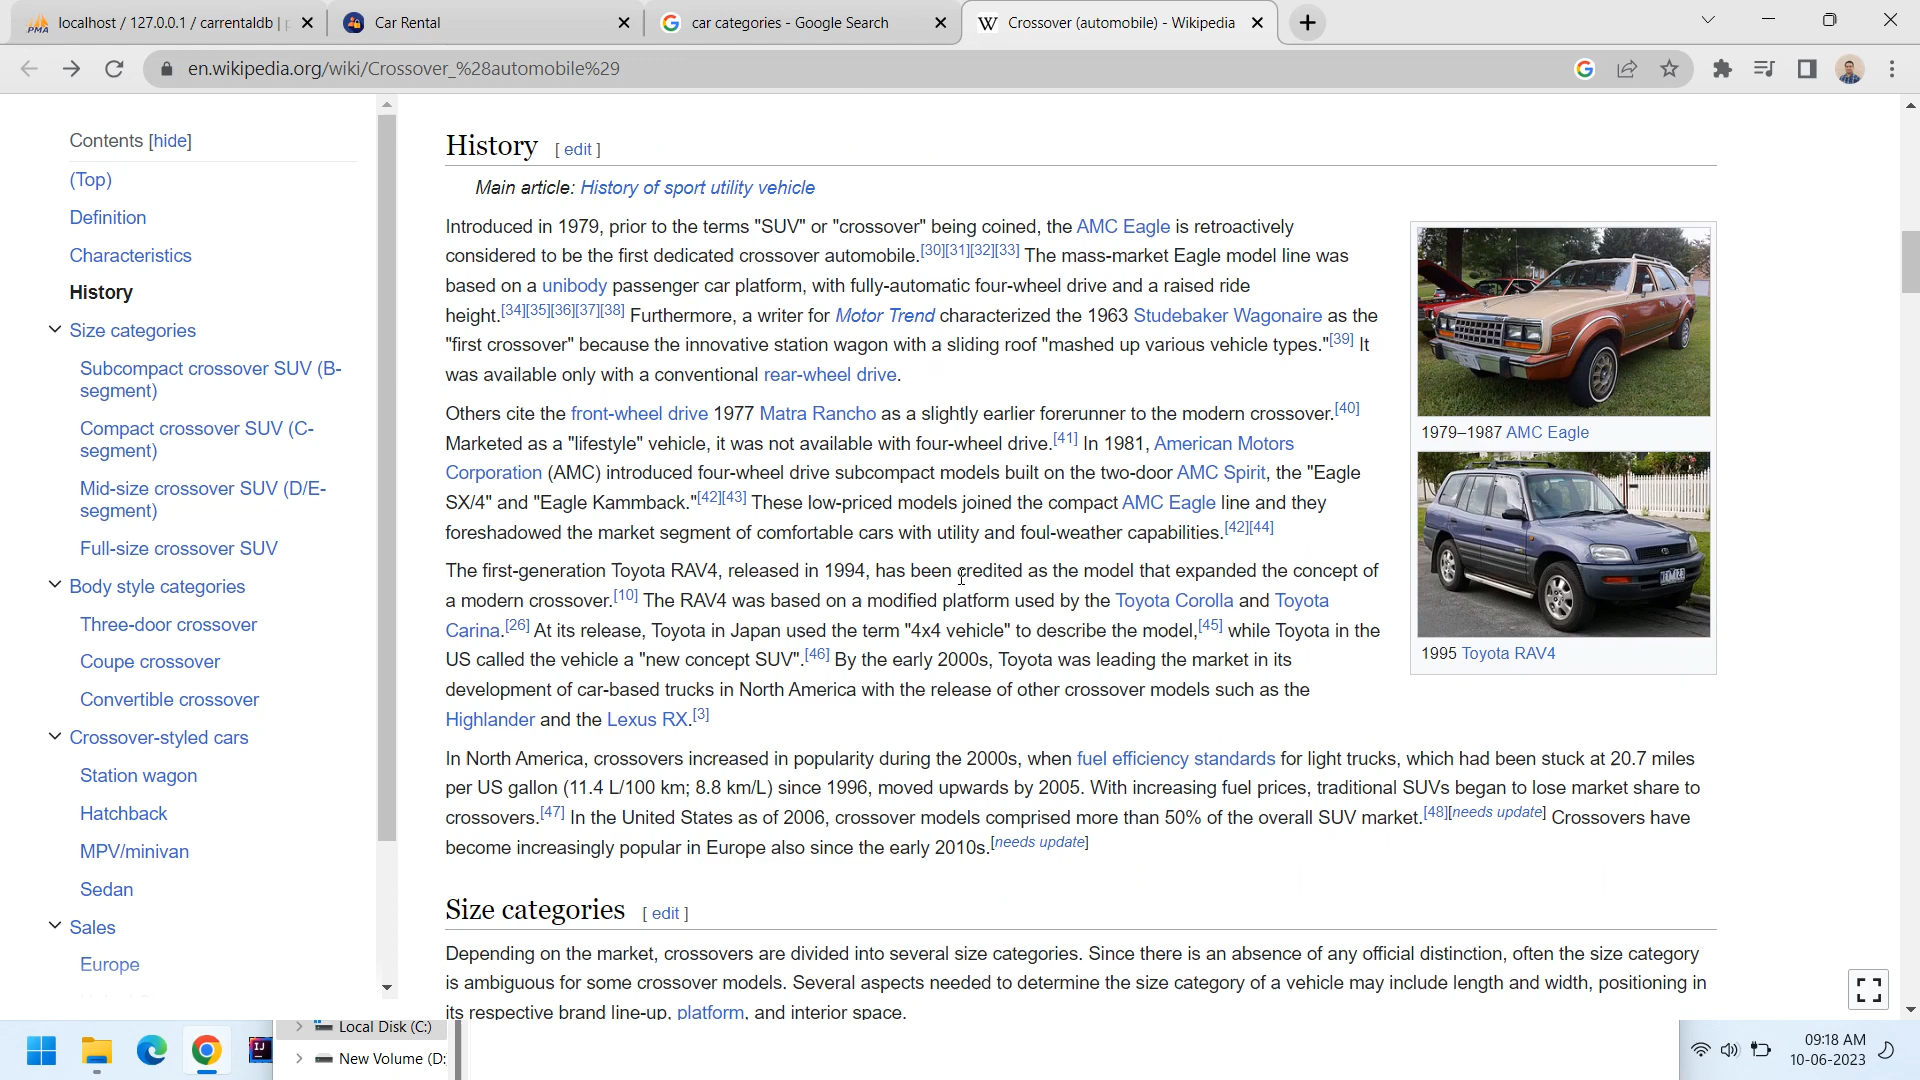 localhost / 127.0.0.1 / carrentaldb |
Car Rental
car categories - Google Search
Crossover (automobile) - Wikipedia
en.wikipedia.org/wiki/Crossover_%28automobile%29
Contents [hide]
(Top)
Definition
Characteristics
History
Size categories
Subcompact crossover SUV (B-
segment)
Compact crossover SUV (C-
segment)
Mid-size crossover SUV (D/E-
segment)
Full-size crossover SUV
Body style categories
Three-door crossover
Coupe crossover
Convertible crossover
Crossover-styled cars
Station wagon
Hatchback
MPV/minivan
Sedan
Sales
Europe
History [ edit ]
Main article: History of sport utility vehicle
Introduced in 1979, prior to the terms "SUV" or "crossover" being coined, the AMC Eagle is retroactively
considered to be the first dedicated crossover automobile.[30][31][32][33] The mass-market Eagle model line was
based on a unibody passenger car platform, with fully-automatic four-wheel drive and a raised ride
height.[34][35][36][37][38] Furthermore, a writer for Motor Trend characterized the 1963 Studebaker Wagonaire as the
"first crossover" because the innovative station wagon with a sliding roof "mashed up various vehicle types."[39] It
was available only with a conventional rear-wheel drive.
Others cite the front-wheel drive 1977 Matra Rancho as a slightly earlier forerunner to the modern crossover.[40]
Marketed as a "lifestyle" vehicle, it was not available with four-wheel drive.[41] In 1981, American Motors
Corporation (AMC) introduced four-wheel drive subcompact models built on the two-door AMC Spirit, the "Eagle
SX/4" and "Eagle Kammback."[42][43] These low-priced models joined the compact AMC Eagle line and they
foreshadowed the market segment of comfortable cars with utility and foul-weather capabilities.[42][44]
The first-generation Toyota RAV4, released in 1994, has been credited as the model that expanded the concept of
a modern crossover.[10] The RAV4 was based on a modified platform used by the Toyota Corolla and Toyota
Carina.[26] At its release, Toyota in Japan used the term "4x4 vehicle" to describe the model,[45] while Toyota in the
US called the vehicle a "new concept SUV".[46] By the early 2000s, Toyota was leading the market in its
development of car-based trucks in North America with the release of other crossover models such as the
Highlander and the Lexus RX.[3]
1979–1987 AMC Eagle
1995 Toyota RAV4
In North America, crossovers increased in popularity during the 2000s, when fuel efficiency standards for light trucks, which had been stuck at 20.7 miles
per US gallon (11.4 L/100 km; 8.8 km/L) since 1996, moved upwards by 2005. With increasing fuel prices, traditional SUVs began to lose market share to
crossovers.[47] In the United States as of 2006, crossover models comprised more than 50% of the overall SUV market.[48][needs update] Crossovers have
become increasingly popular in Europe also since the early 2010s.[needs update]
Size categories [ edit ]
Depending on the market, crossovers are divided into several size categories. Since there is an absence of any official distinction, often the size category
is ambiguous for some crossover models. Several aspects needed to determine the size category of a vehicle may include length and width, positioning in
its respective brand line-up, platform, and interior space.
Local Disk (C:)
New Volume (D:
09:18 AM
10-06-2023